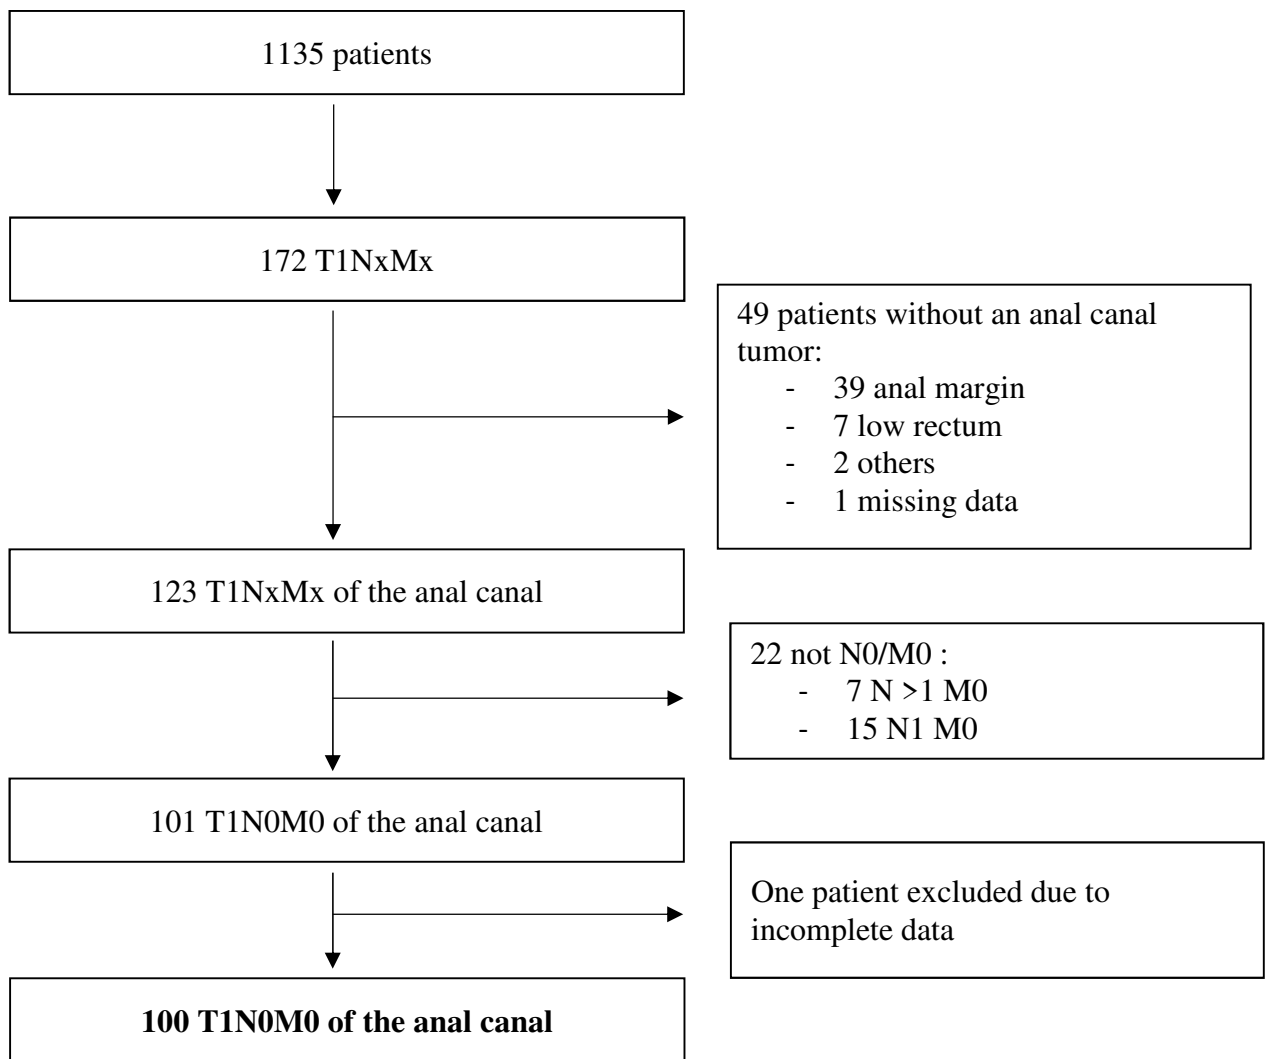 1135 patients
172 T1NxMx
49 patients without an anal canal
tumor:
- 39 anal margin
- 7 low rectum
- 2 others
- 1 missing data
123 T1NxMx of the anal canal
22 not N0/M0 :
- 7 N >1 M0
- 15 N1 M0
101 T1N0M0 of the anal canal
One patient excluded due to
incomplete data
100 T1N0M0 of the anal canal